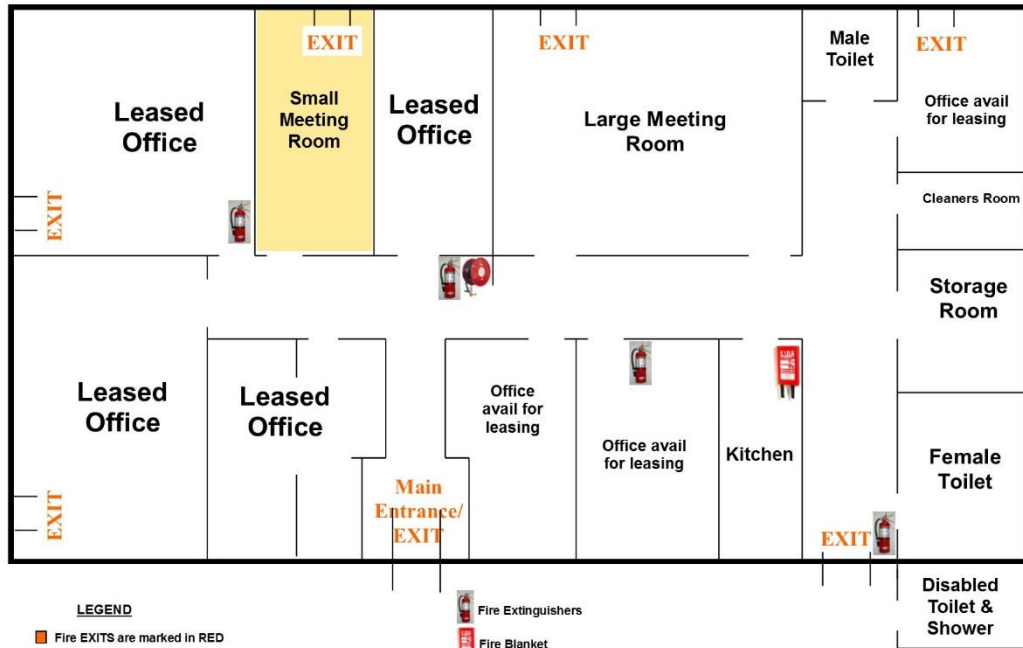 EXIT
EXIT
Male
Toilet
EXIT
Leased
Office
Small
Meeting
Room
Leased
Office
Large Meeting
Room
Office avail
for leasing
EXIT
Cleaners Room
Storage
Room
Leased
Office
Leased
Office
Office
avail for
leasing
Office avail
for leasing
Kitchen
Female
Toilet
EXIT
Main
Entrance/
EXIT
EXIT
Disabled
Toilet &
Shower
LEGEND
Fire EXITS are marked in RED
Fire Extinguishers
Fire Blanket